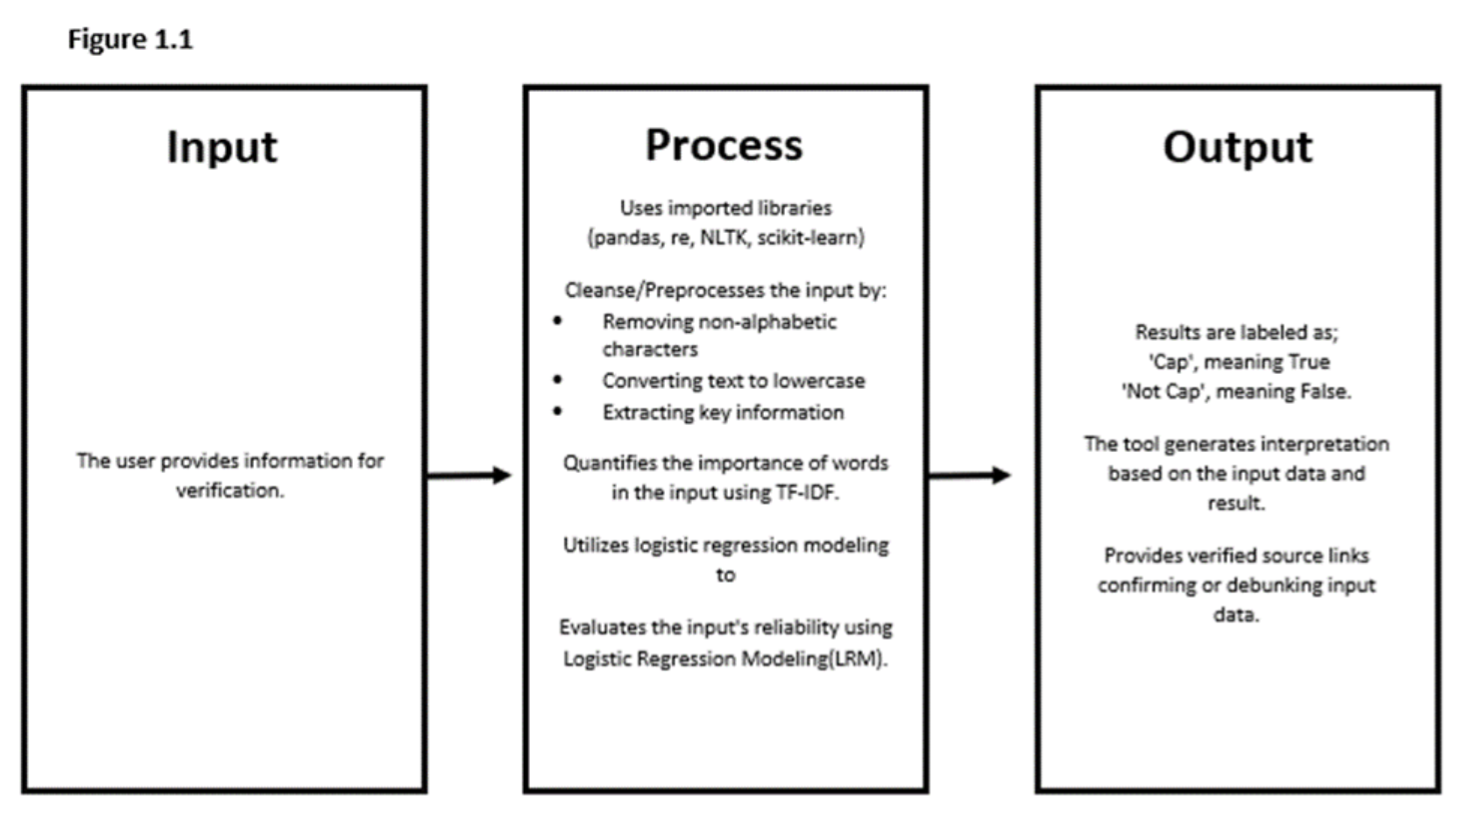 Figure 1.1
Input
The user provides information for
verification.
Process
Uses imported libraries
(pandas, re, NLTK, scikit-learn)
Cleanse/Preprocesses the input by:
• Removing non-alphabetic
characters
• Converting text to lowercase
• Extracting key information
Quantifies the importance of words
in the input using TF-IDF.
Utilizes logistic regression modeling
to
Evaluates the input's reliability using
Logistic Regression Modeling(LRM).
Output
Results are labeled as;
'Cap', meaning True
'Not Cap', meaning False.
The tool generates interpretation
based on the input data and
result.
Provides verified source links
confirming or debunking input
data.